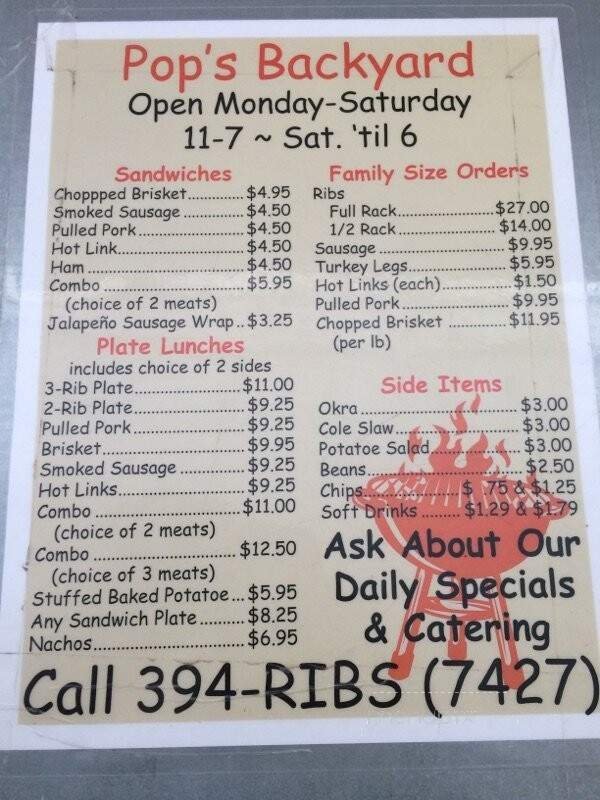 Pop's Backyard
Open Monday-Saturday
11-7 ~ Sat. 'til 6
Sandwiches
Choppped Brisket.............. $4.95
Smoked Sausage .............. $4.50
Pulled Pork....................... $4.50
Hot Link........................... $4.50
Ham ................................. $4.50
Combo .............................. $5.95
(choice of 2 meats)
Jalapeño Sausage Wrap.. $3.25
Plate Lunches
includes choice of 2 sides
3-Rib Plate........................ $11.00
2-Rib Plate........................ $9.25
Pulled Pork........................ $9.25
Brisket.............................. $9.95
Smoked Sausage .............. $9.25
Hot Links........................... $9.25
Combo ............................... $11.00
(choice of 2 meats)
Combo ............................... $12.50
(choice of 3 meats)
Stuffed Baked Potatoe... $5.95
Any Sandwich Plate.......... $8.25
Nachos............................... $6.95
Family Size Orders
Ribs
Full Rack.................... $27.00
1/2 Rack..................... $14.00
Sausage......................... $9.95
Turkey Legs................... $5.95
Hot Links (each)............. $1.50
Pulled Pork..................... $9.95
Chopped Brisket ............ $11.95
(per lb)
Side Items
Okra ................................ $3.00
Cole Slaw......................... $3.00
Potatoe Salad.................. $3.00
Beans............................... $2.50
Chips..................... $ .75 & $1.25
Soft Drinks ........ $1.29 & $1.79
Ask About Our
Daily Specials
& Catering
Call 394-RIBS (7427)